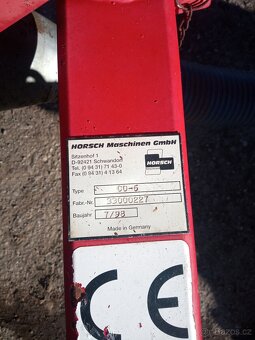 HORSCH Maschinen GmbH
Sitzenhof 1
D-92421 Schwandorf
Tel. (0 94 31) 71 43-0
Fax (0 94 31) 4 13 64
HORSCH
Type CO-6
Fabr.-Nr. 33000227
Baujahr 7/98
Made in Germany
CE